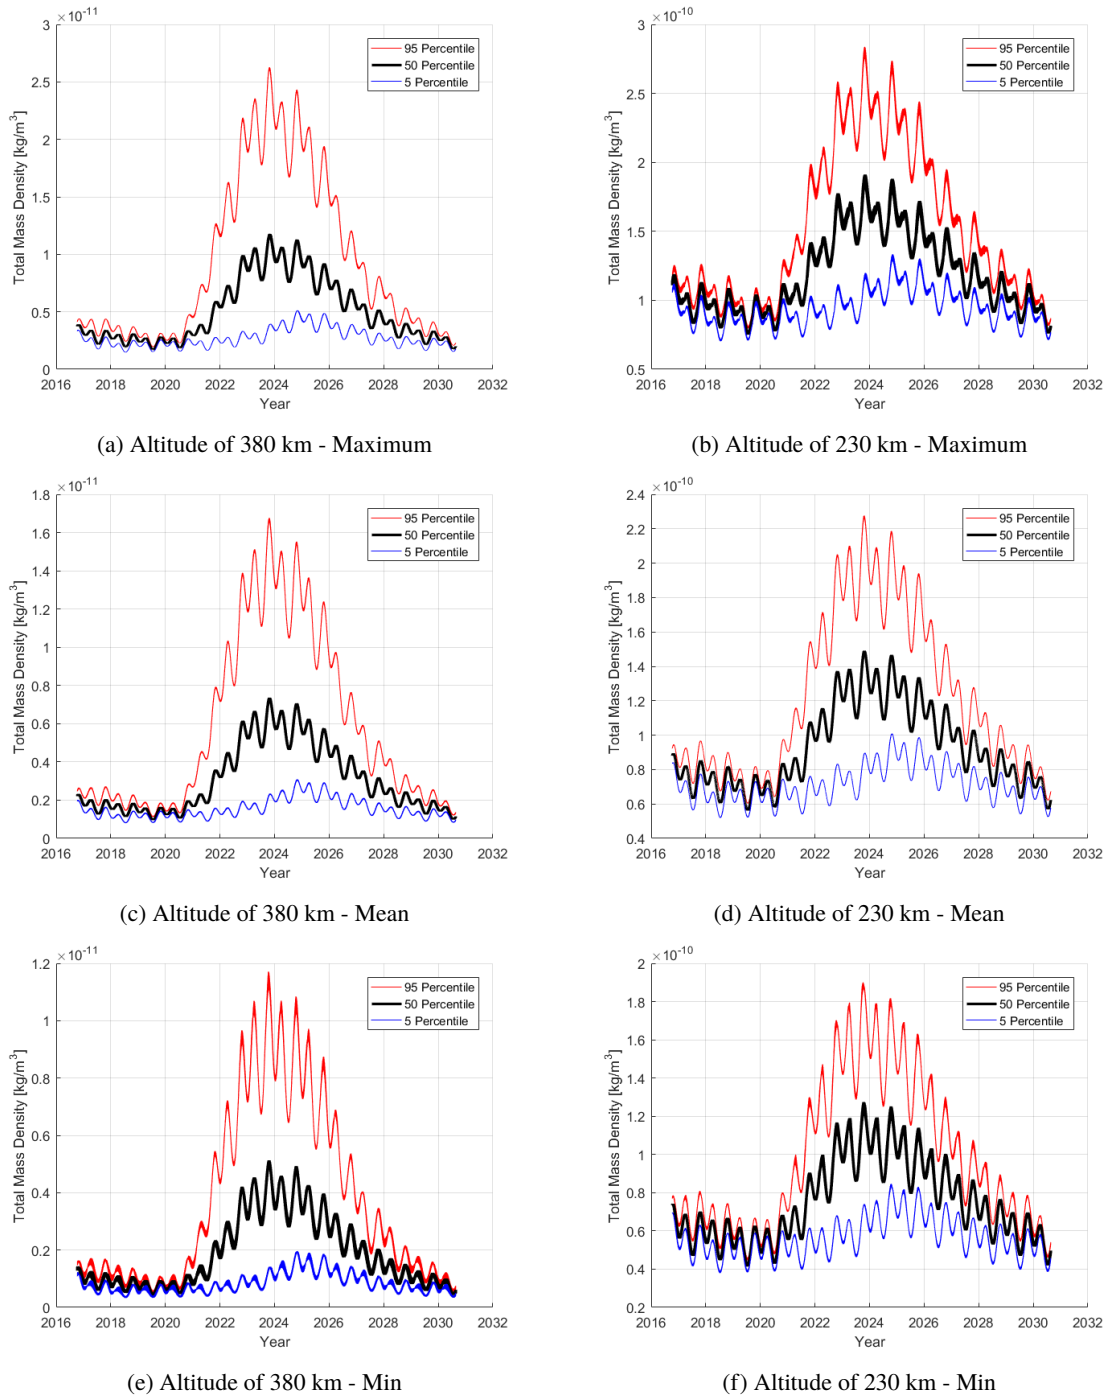 × 10-11
3
2.5
2
1.5
1
0.5
0
Total Mass Density [kg/m3]
2016 2018 2020 2022 2024 2026 2028 2030 2032
Year
95 Percentile
50 Percentile
5 Percentile
(a) Altitude of 380 km - Maximum
× 10-10
3
2.5
2
1.5
1
0.5
Total Mass Density [kg/m3]
2016 2018 2020 2022 2024 2026 2028 2030 2032
Year
95 Percentile
50 Percentile
5 Percentile
(b) Altitude of 230 km - Maximum
× 10-11
1.8
1.6
1.4
1.2
1
0.8
0.6
0.4
0.2
0
Total Mass Density [kg/m3]
2016 2018 2020 2022 2024 2026 2028 2030 2032
Year
95 Percentile
50 Percentile
5 Percentile
(c) Altitude of 380 km - Mean
× 10-10
2.4
2.2
2
1.8
1.6
1.4
1.2
1
0.8
0.6
0.4
Total Mass Density [kg/m3]
2016 2018 2020 2022 2024 2026 2028 2030 2032
Year
95 Percentile
50 Percentile
5 Percentile
(d) Altitude of 230 km - Mean
× 10-11
1.2
1
0.8
0.6
0.4
0.2
0
Total Mass Density [kg/m3]
2016 2018 2020 2022 2024 2026 2028 2030 2032
Year
95 Percentile
50 Percentile
5 Percentile
(e) Altitude of 380 km - Min
× 10-10
2
1.8
1.6
1.4
1.2
1
0.8
0.6
0.4
0.2
Total Mass Density [kg/m3]
2016 2018 2020 2022 2024 2026 2028 2030 2032
Year
95 Percentile
50 Percentile
5 Percentile
(f) Altitude of 230 km - Min